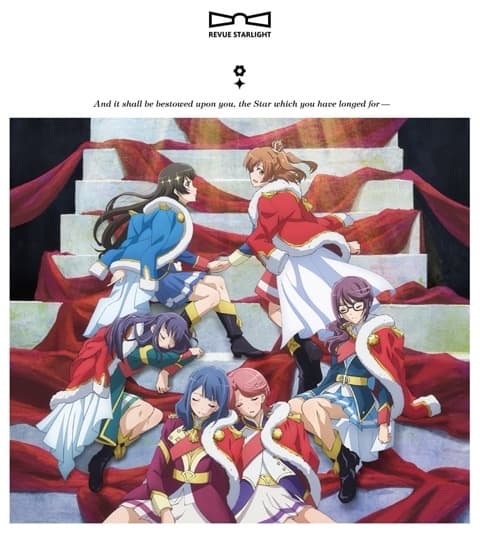 REVUE STARLIGHT
And it shall be bestowed upon you, the Star which you have longed for —